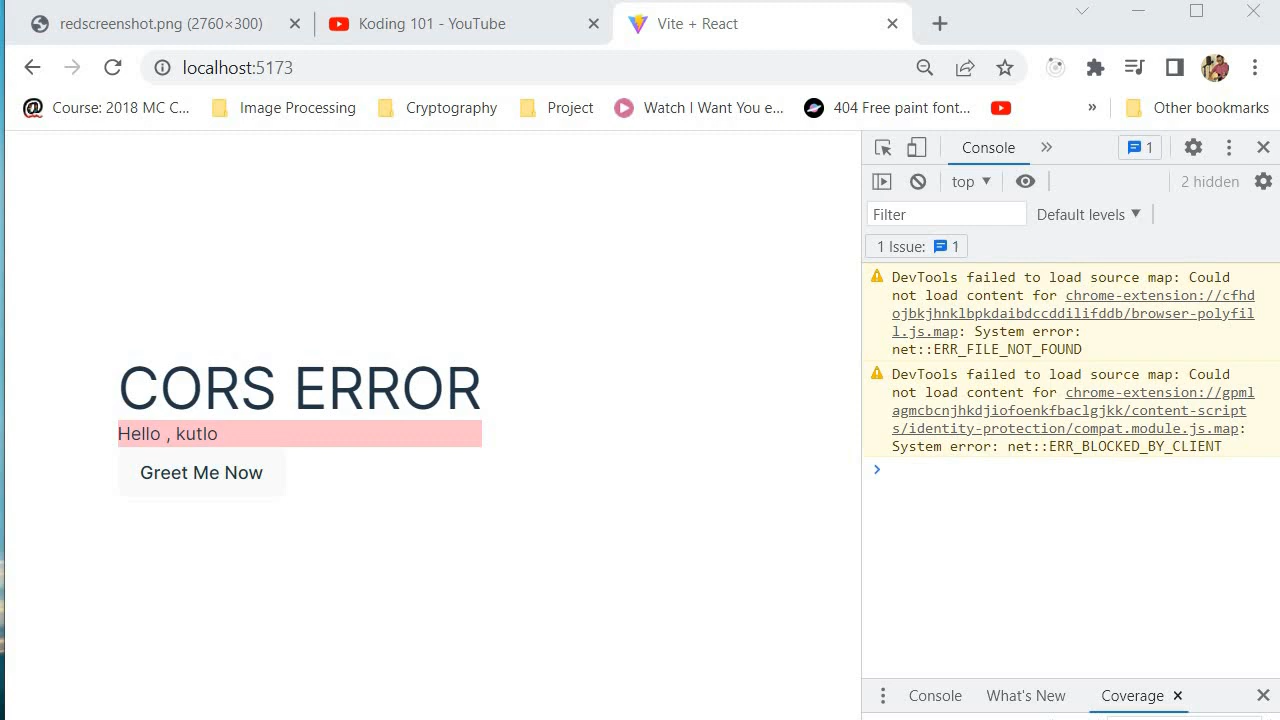 redscreenshot.png (2760×300)
Koding 101 - YouTube
Vite + React
localhost:5173
Course: 2018 MC C...
Image Processing
Cryptography
Project
Watch I Want You e...
404 Free paint font...
»
Other bookmarks
Console
»
1
top
2 hidden
Filter
Default levels
1 Issue:
1
DevTools failed to load source map: Could
not load content for chrome-extension://cfhd
ojbkjhnklbpkdaibdccddilifddb/browser-polyfil
l.js.map: System error:
net::ERR_FILE_NOT_FOUND
DevTools failed to load source map: Could
not load content for chrome-extension://gpml
agmcbcnjhkdjiofoenkfbaclgjkk/content-script
s/identity-protection/compat.module.js.map:
System error: net::ERR_BLOCKED_BY_CLIENT
CORS ERROR
Hello , kutlo
Greet Me Now
Console
What's New
Coverage